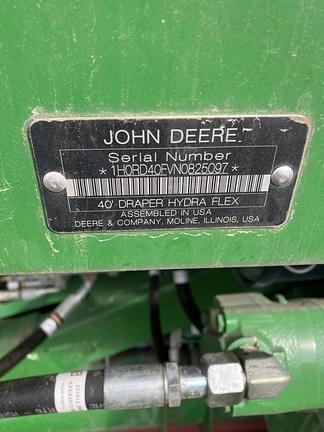 JOHN DEERE
Serial Number
*1H0RD40FVN0825097*
40' DRAPER HYDRA FLEX
ASSEMBLED IN USA
DEERE & COMPANY, MOLINE, ILLINOIS, USA